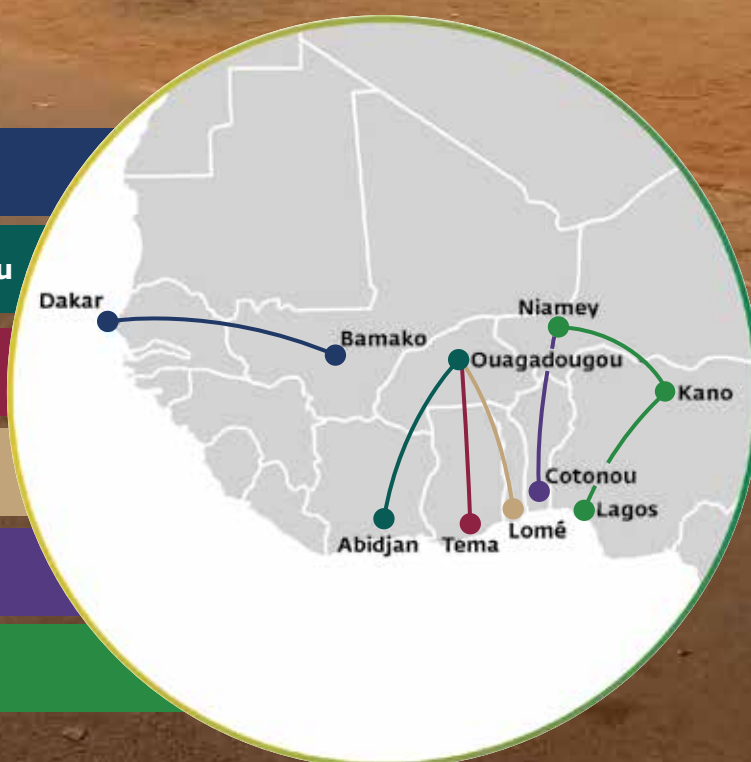 u
Dakar
Niamey
Bamako
Ouagadougou
Kano
Cotonou
Lagos
Lomé
Abidjan
Tema